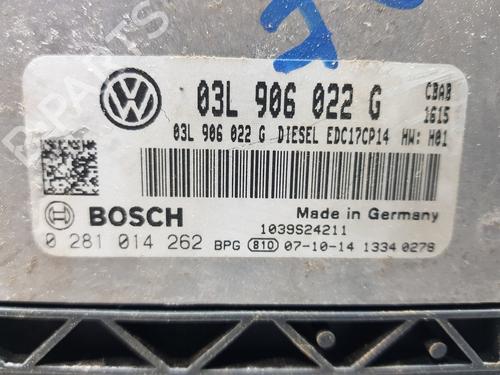 03L 906 022 G CBAB
1615
03L 906 022 G DIESEL EDC17CP14 HW: H01
BOSCH
Made in Germany
1039S24211
0 281 014 262 BPG 810 07-10-14 1334 0278